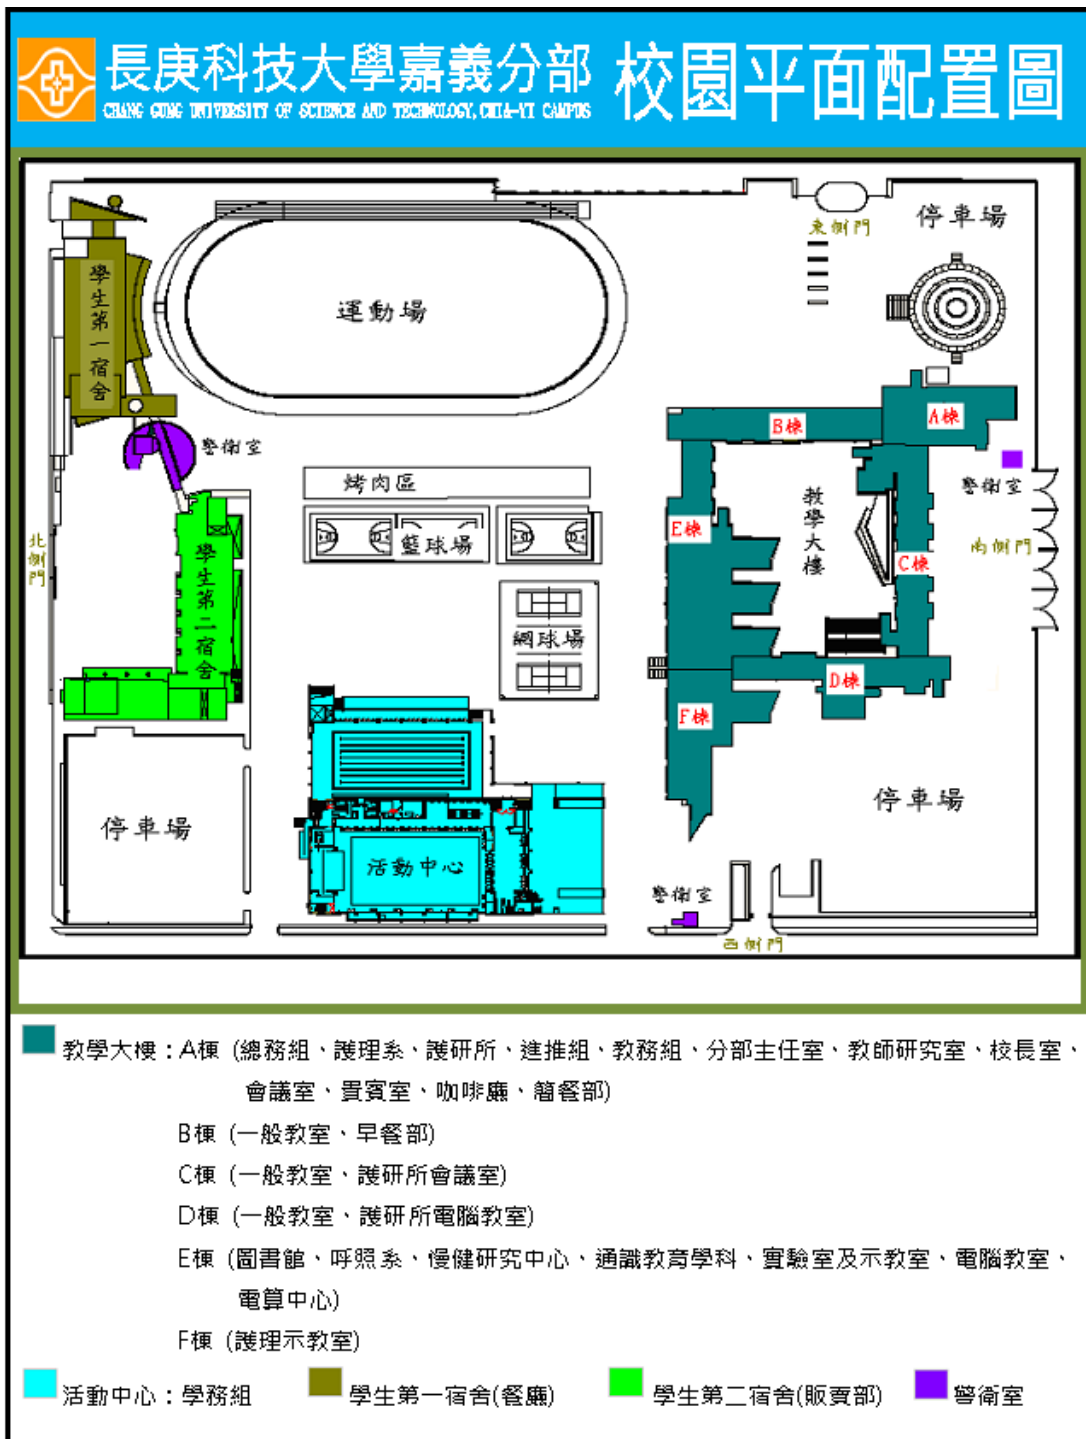 長庚科技大學嘉義分部 校園平面配置圖
CHANG GUNG UNIVERSITY OF SCIENCE AND TECHNOLOGY, CHIA-YI CAMPUS
停車場
東側門
學生第一宿舍
運動場
A棟
B棟
警衛室
警衛室
烤肉區
教學大樓
E棟
籃球場
北側門
南側門
C棟
學生第二宿舍
網球場
D棟
F棟
停車場
停車場
活動中心
警衛室
西側門
教學大樓：A棟 (總務組、護理系、護研所、進推組、教務組、分部主任室、教師研究室、校長室、
會議室、貴賓室、咖啡廳、簡餐部)
B棟 (一般教室、早餐部)
C棟 (一般教室、護研所會議室)
D棟 (一般教室、護研所電腦教室)
E棟 (圖書館、呼照系、慢健研究中心、通識教育學科、實驗室及示教室、電腦教室、
電算中心)
F棟 (護理示教室)
活動中心：學務組 學生第一宿舍(餐廳) 學生第二宿舍(販賣部) 警衛室